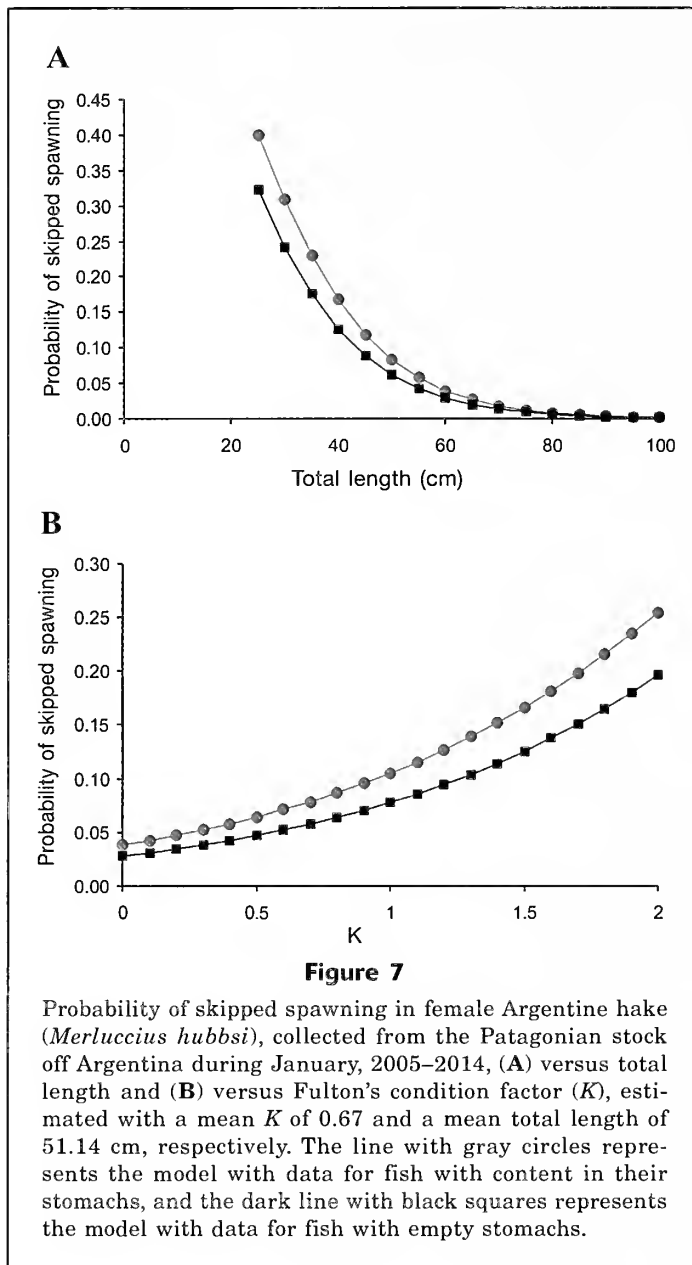 A
Probability of skipped spawning
0.45
0.40
0.35
0.30
0.25
0.20
0.15
0.10
0.05
0.00
0 20 40 60 80 100
Total length (cm)
B
Probability of skipped spawning
0.30
0.25
0.20
0.15
0.10
0.05
0.00
0 0.5 1 1.5 2
K
Figure 7
Probability of skipped spawning in female Argentine hake
(Merluccius hubbsi), collected from the Patagonian stock
off Argentina during January, 2005–2014, (A) versus total
length and (B) versus Fulton's condition factor (K), esti-
mated with a mean K of 0.67 and a mean total length of
51.14 cm, respectively. The line with gray circles repre-
sents the model with data for fish with content in their
stomachs, and the dark line with black squares represents
the model with data for fish with empty stomachs.